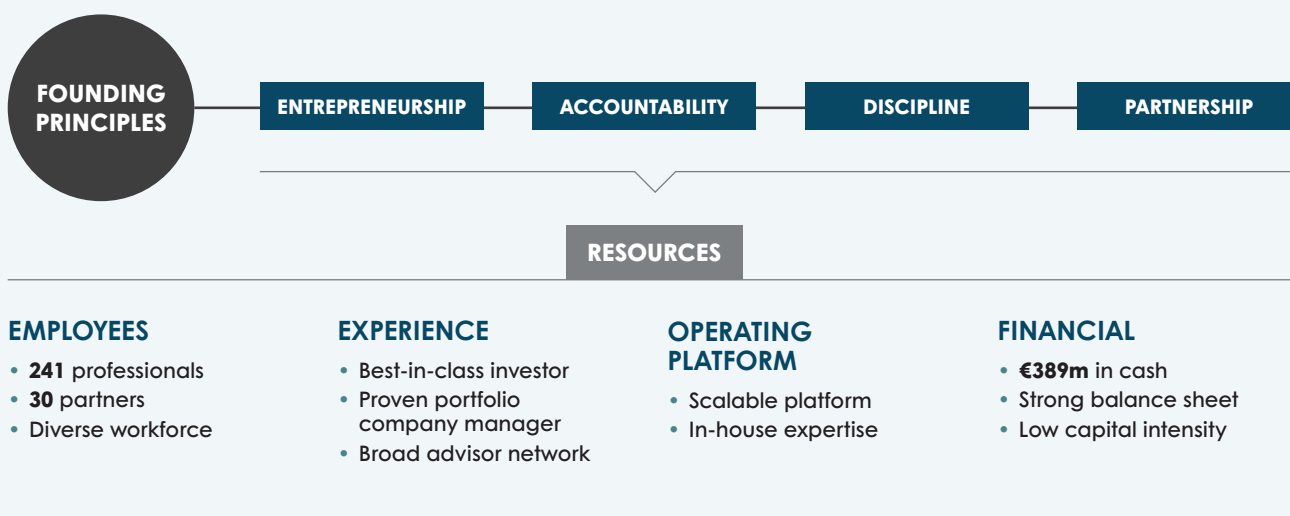 FOUNDING
PRINCIPLES
ENTREPRENEURSHIP
ACCOUNTABILITY
DISCIPLINE
PARTNERSHIP
RESOURCES
EMPLOYEES
• 241 professionals
• 30 partners
• Diverse workforce
EXPERIENCE
• Best-in-class investor
• Proven portfolio
company manager
• Broad advisor network
OPERATING
PLATFORM
• Scalable platform
• In-house expertise
FINANCIAL
• €389m in cash
• Strong balance sheet
• Low capital intensity